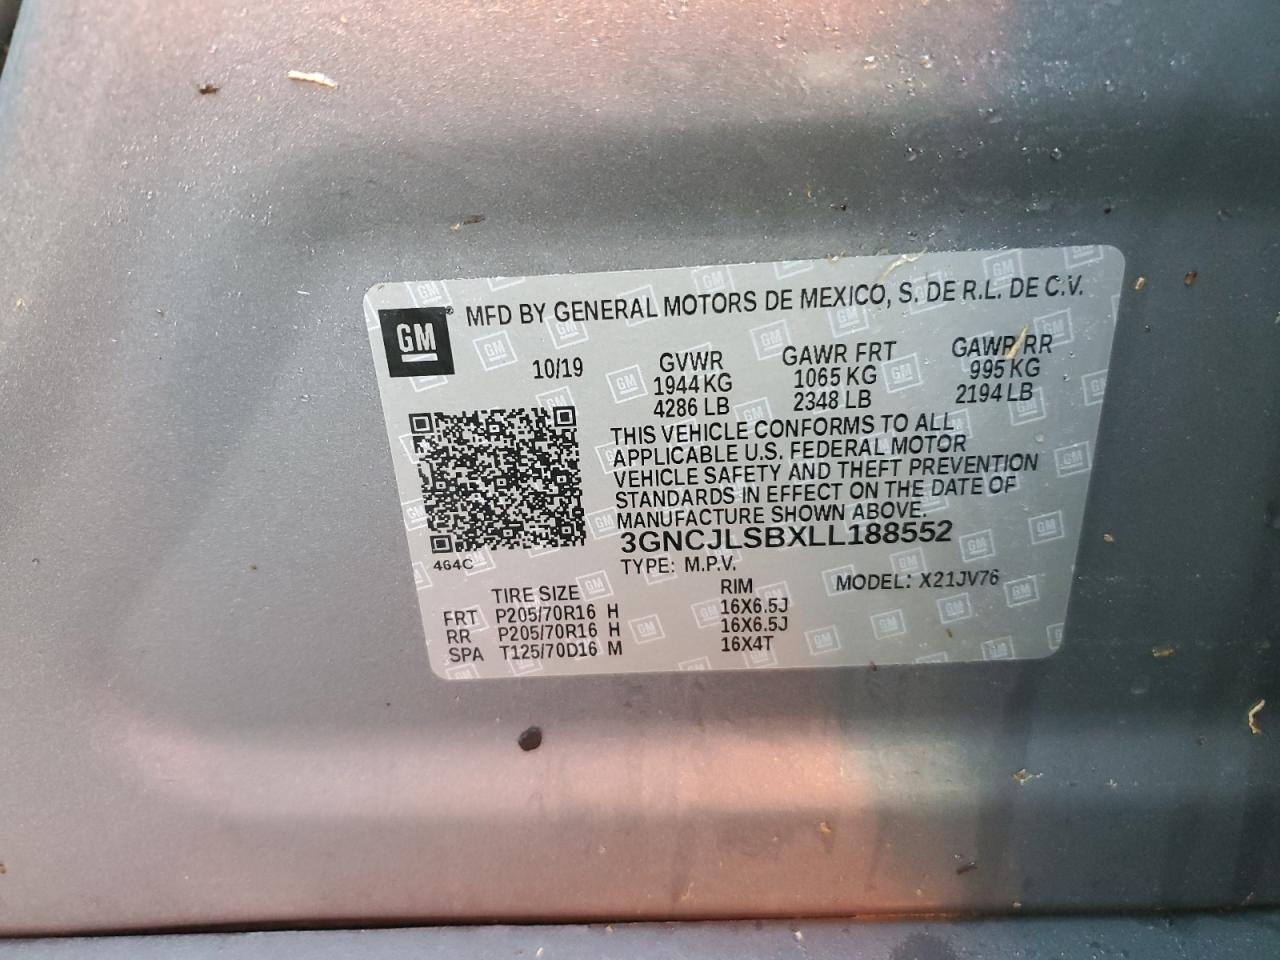 GM® MFD BY GENERAL MOTORS DE MEXICO, S. DE R.L. DE C.V.
10/19 GVWR GAWR FRT GAWR RR
1944 KG 1065 KG 995 KG
4286 LB 2348 LB 2194 LB
THIS VEHICLE CONFORMS TO ALL
APPLICABLE U.S. FEDERAL MOTOR
VEHICLE SAFETY AND THEFT PREVENTION
STANDARDS IN EFFECT ON THE DATE OF
MANUFACTURE SHOWN ABOVE.
3GNCJLSBXLL188552
464C
TYPE: M.P.V. MODEL: X21JV76
TIRE SIZE RIM
FRT P205/70R16 H 16X6.5J
RR P205/70R16 H 16X6.5J
SPA T125/70D16 M 16X4T